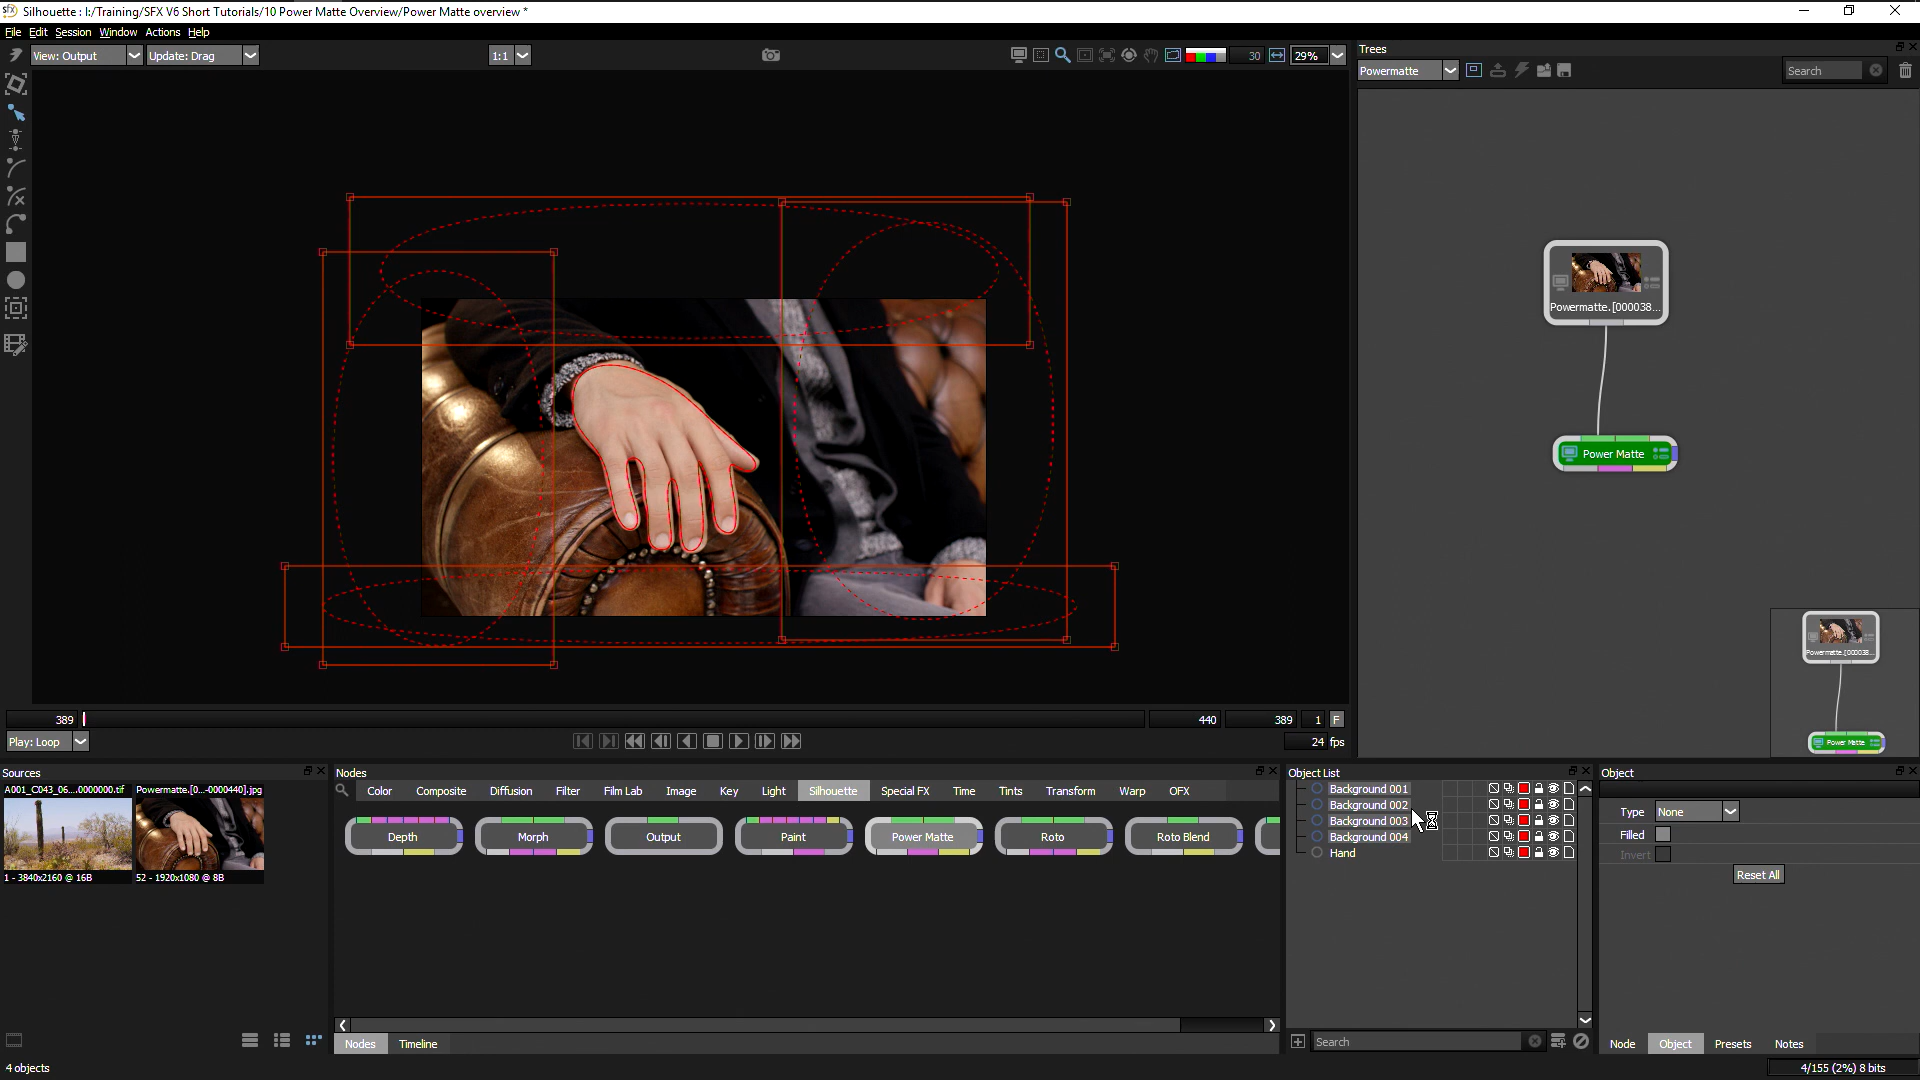 Silhouette : I:/Training/SFX V6 Short Tutorials/10 Power Matte Overview/Power Matte overview *
File Edit Session Window Actions Help
View: Output
Update: Drag
1:1
30
29%
Trees
Powermatte
Search
Powermatte.[000038...
Power Matte
Powermatte.[000038...
Power Matte
389
440
389
1
F
Play: Loop
24 fps
Sources
A001_C043_06....0000000.tif
Powermatte.[0...-0000440].jpg
1 - 3840x2160 @ 16B
52 - 1920x1080 @ 8B
Nodes
Color Composite Diffusion Filter Film Lab Image Key Light Silhouette Special FX Time Tints Transform Warp OFX
Depth Morph Output Paint Power Matte Roto Roto Blend
Nodes Timeline
Object List
Background 001
Background 002
Background 003
Background 004
Hand
Search
Object
Type None
Filled
Invert
Reset All
Node Object Presets Notes
4 objects
4/155 (2%) 8 bits